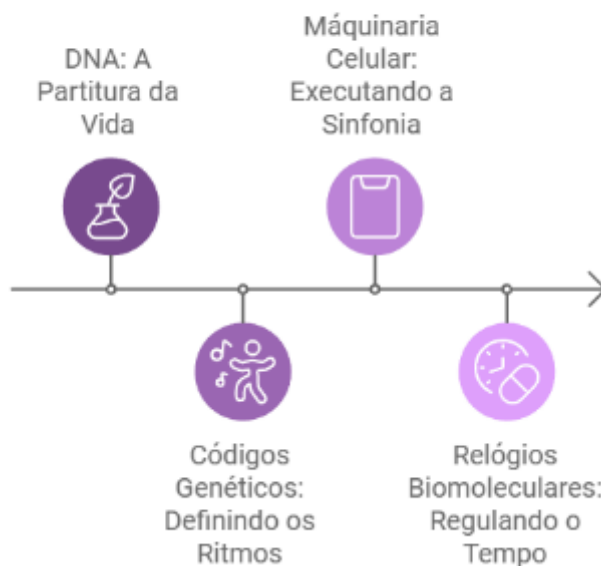 DNA: A
Partitura da
Vida
Códigos
Genéticos:
Definindo os
Ritmos
Máquinaria
Celular:
Executando a
Sinfonia
Relógios
Biomoleculares:
Regulando o
Tempo